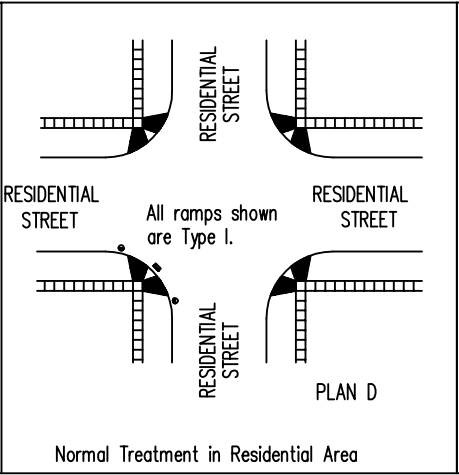 RESIDENTIAL
STREET
RESIDENTIAL
STREET
All ramps shown
are Type I.
RESIDENTIAL
STREET
RESIDENTIAL
STREET
PLAN D
Normal Treatment in Residential Area